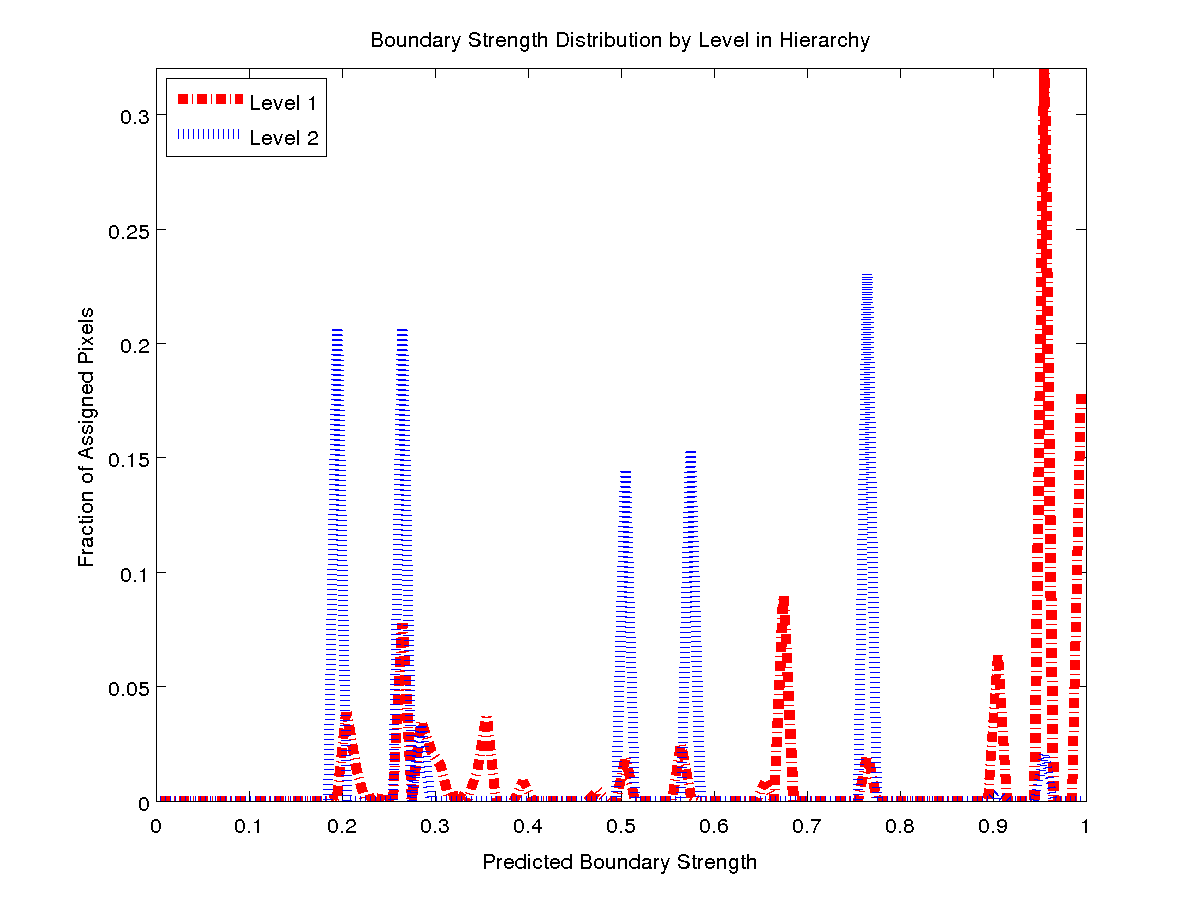 Boundary Strength Distribution by Level in Hierarchy
Level 1
Level 2
Fraction of Assigned Pixels
0.3
0.25
0.2
0.15
0.1
0.05
0
0 0.1 0.2 0.3 0.4 0.5 0.6 0.7 0.8 0.9 1
Predicted Boundary Strength